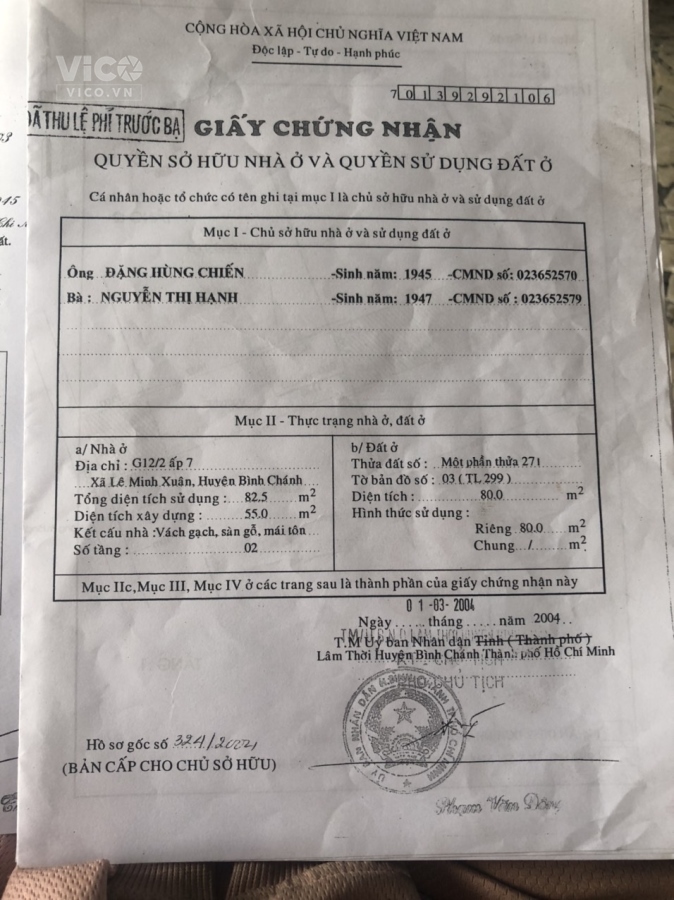 CỘNG HÒA XÃ HỘI CHỦ NGHĨA VIỆT NAM
Độc lập - Tự do - Hạnh phúc
VICO
VICO.VN
7 0 1 3 9 2 9 2 1 0 6
ĐÃ THU LỆ PHÍ TRƯỚC BẠ
GIẤY CHỨNG NHẬN
QUYỀN SỞ HỮU NHÀ Ở VÀ QUYỀN SỬ DỤNG ĐẤT Ở
Cá nhân hoặc tổ chức có tên ghi tại mục I là chủ sở hữu nhà ở và sử dụng đất ở
Mục I - Chủ sở hữu nhà ở và sử dụng đất ở
Ông ĐẶNG HÙNG CHIẾN -Sinh năm: 1945 -CMND số: 023652570
Bà : NGUYỄN THỊ HẠNH -Sinh năm: 1947 -CMND số : 023652579
Mục II - Thực trạng nhà ở, đất ở
a/ Nhà ở
Địa chỉ : G12/2 ấp 7
Xã Lê Minh Xuân, Huyện Bình Chánh
Tổng diện tích sử dụng : 82.5 m2
Diện tích xây dựng : 55.0 m2
Kết cấu nhà :Vách gạch, sàn gỗ, mái tôn
Số tầng : 02
b/ Đất ở
Thửa đất số : Một phần thửa 271
Tờ bản đồ số : 03 ( TL 299 )
Diện tích : 80.0 m2
Hình thức sử dụng :
Riêng 80.0 m2
Chung / m2
Mục IIc,Mục III, Mục IV ở các trang sau là thành phần của giấy chứng nhận này
01-03-2004
Ngày ...... tháng ...... năm 2004
T.M Uỷ ban Nhân dân Tỉnh ( Thành phố )
Lâm Thời Huyện Bình Chánh Thành phố Hồ Chí Minh
CHỦ TỊCH
Hồ sơ gốc số 324/2004
(BẢN CẤP CHO CHỦ SỞ HỮU)